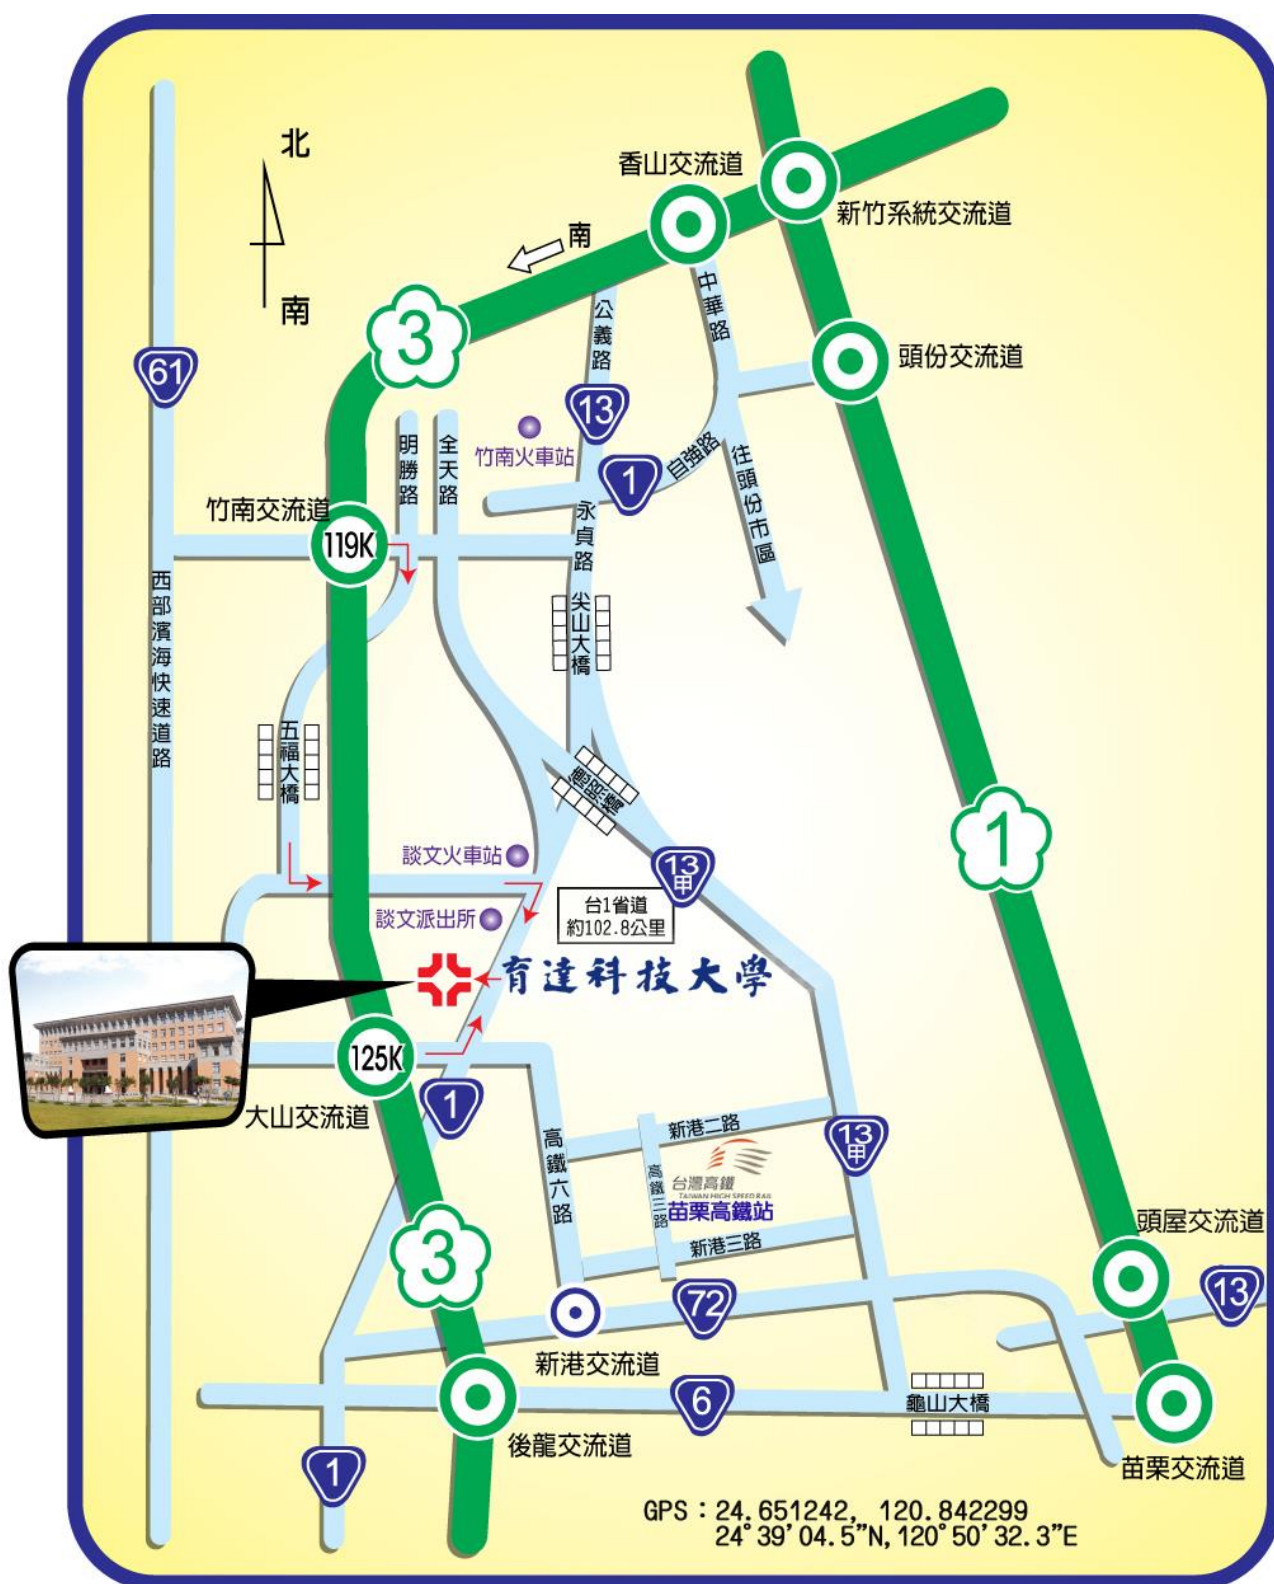 北
南
香山交流道
新竹系統交流道
南
中華路
公義路
3
頭份交流道
61
13
明勝路
全天路
竹南火車站
自強路
往頭份市區
1
竹南交流道
永貞路
119K
西部濱海快速道路
尖山大橋
五福大橋
1
談文火車站
13甲
台1省道
約102.8公里
談文派出所
育達科技大學
125K
大山交流道
1
新港二路
13甲
高鐵六路
高鐵三路
台灣高鐵
TAIWAN HIGH SPEED RAIL
苗栗高鐵站
3
頭屋交流道
新港三路
72
13
新港交流道
6
龜山大橋
後龍交流道
1
苗栗交流道
GPS：24.651242, 120.842299
24°39’04.5”N,120°50’32.3”E